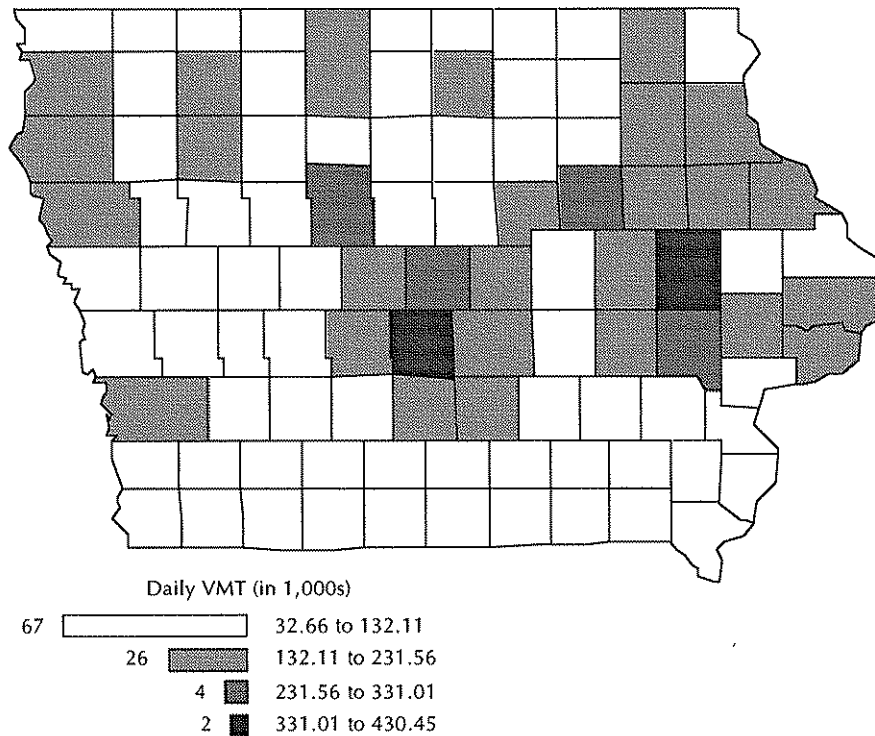 Daily VMT (in 1,000s)
67 32.66 to 132.11
26 132.11 to 231.56
4 231.56 to 331.01
2 331.01 to 430.45